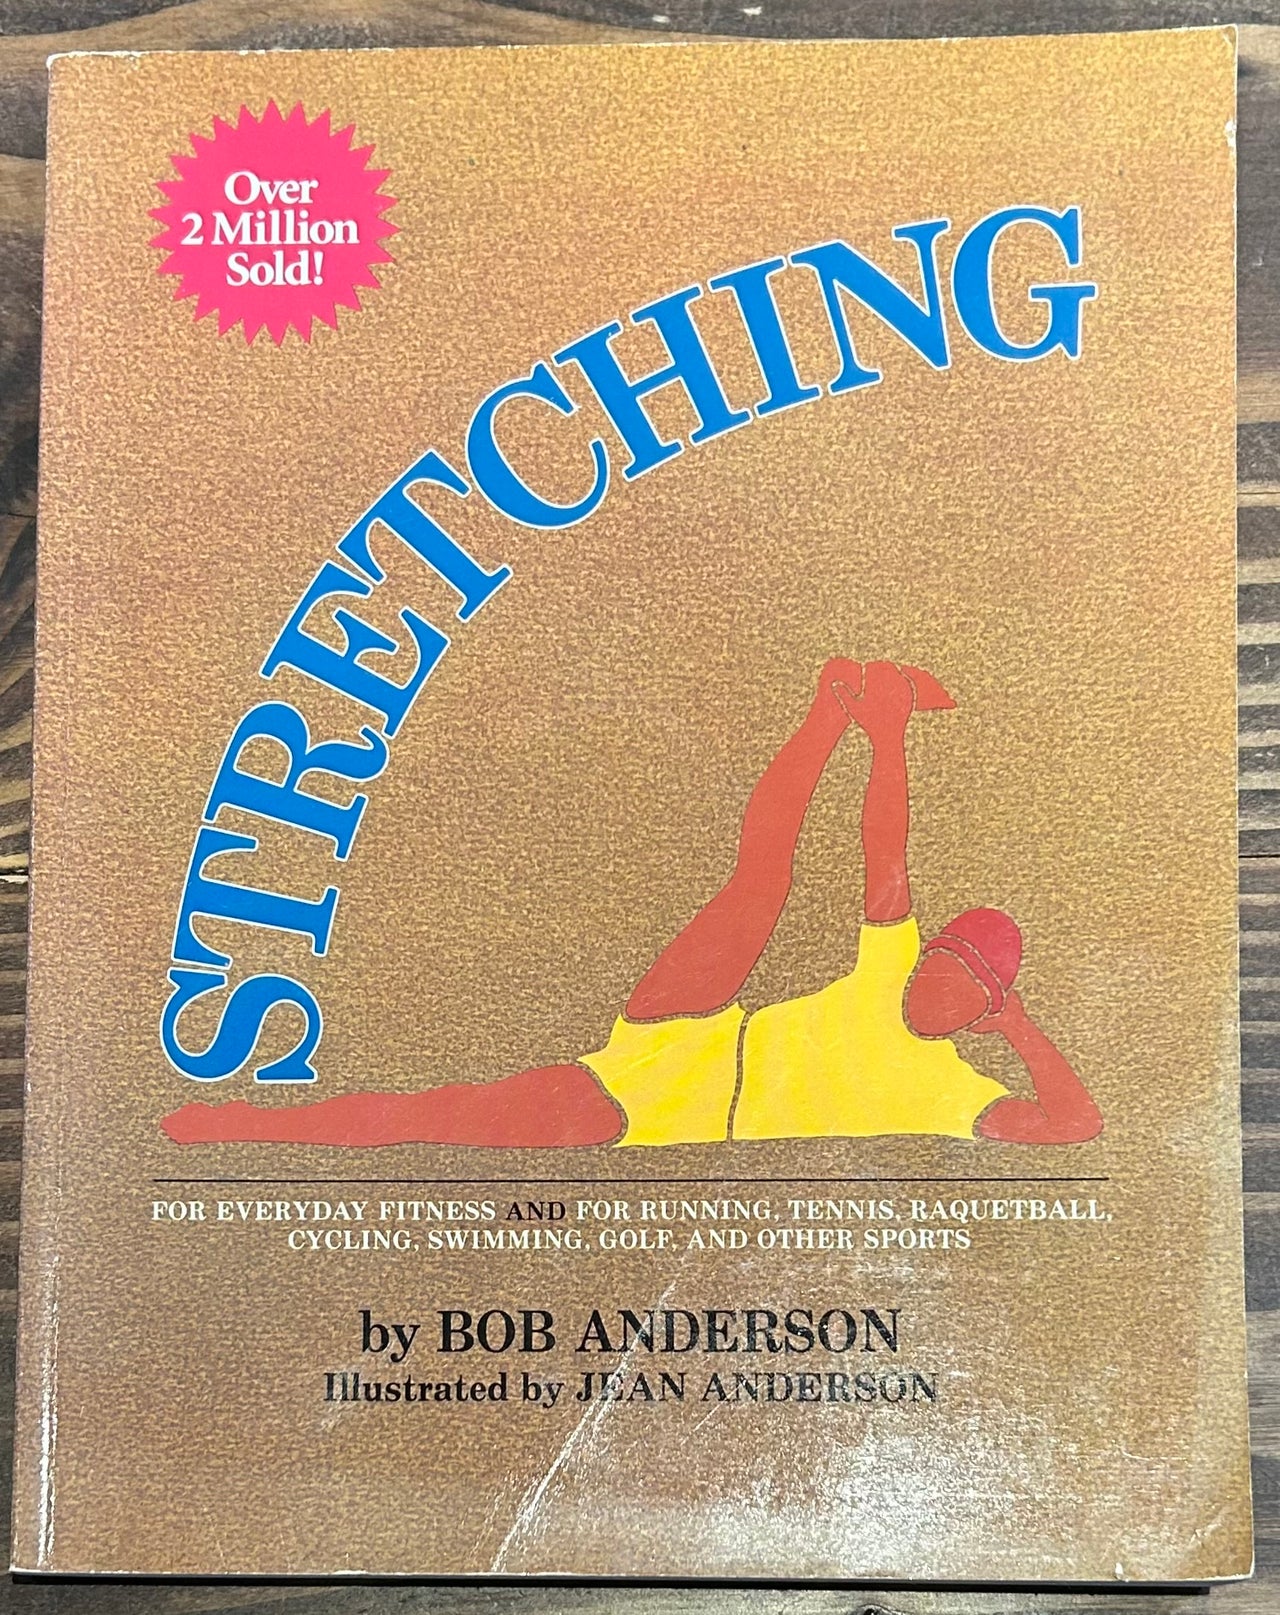 Over
2 Million
Sold!
STRETCHING
FOR EVERYDAY FITNESS AND FOR RUNNING, TENNIS, RAQUETBALL,
CYCLING, SWIMMING, GOLF, AND OTHER SPORTS
by BOB ANDERSON
Illustrated by JEAN ANDERSON